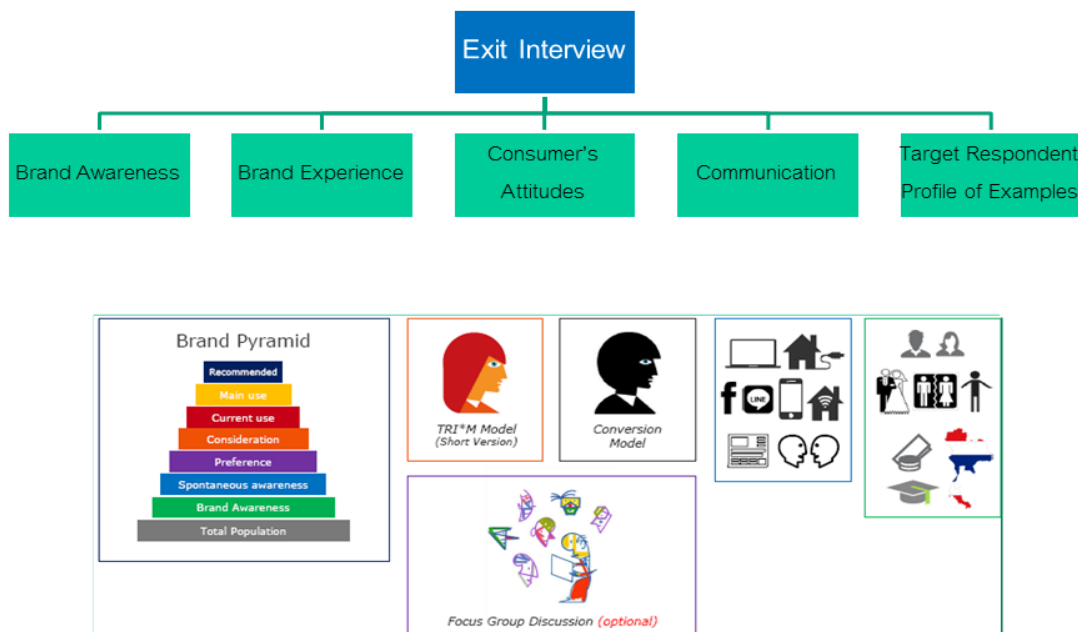 Exit Interview
Brand Awareness
Brand Experience
Consumer's
Attitudes
Communication
Target Respondent
Profile of Examples
Brand Pyramid
Recommended
Main use
Current use
Consideration
Preference
Spontaneous awareness
Brand Awareness
Total Population
TRI*M Model
(Short Version)
Conversion
Model
f
LINE
Focus Group Discussion (optional)